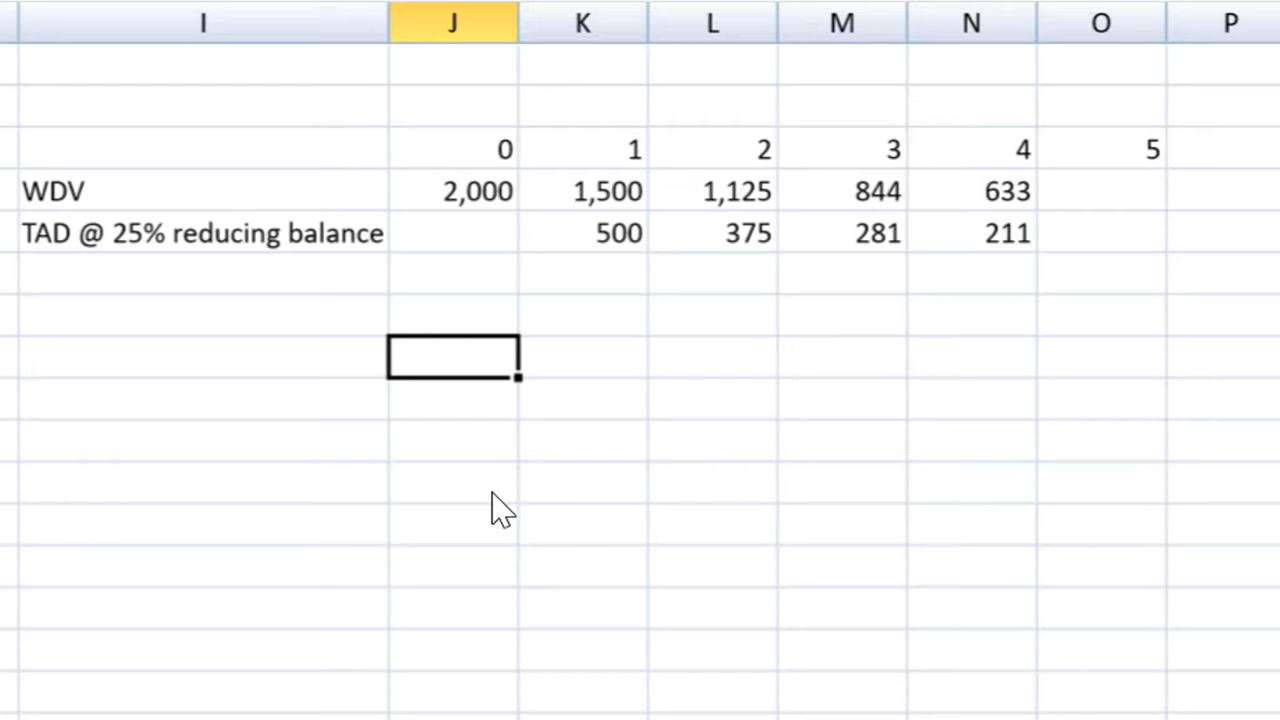 I J K L M N O P
0 1 2 3 4 5
WDV 2,000 1,500 1,125 844 633
TAD @ 25% reducing balance 500 375 281 211